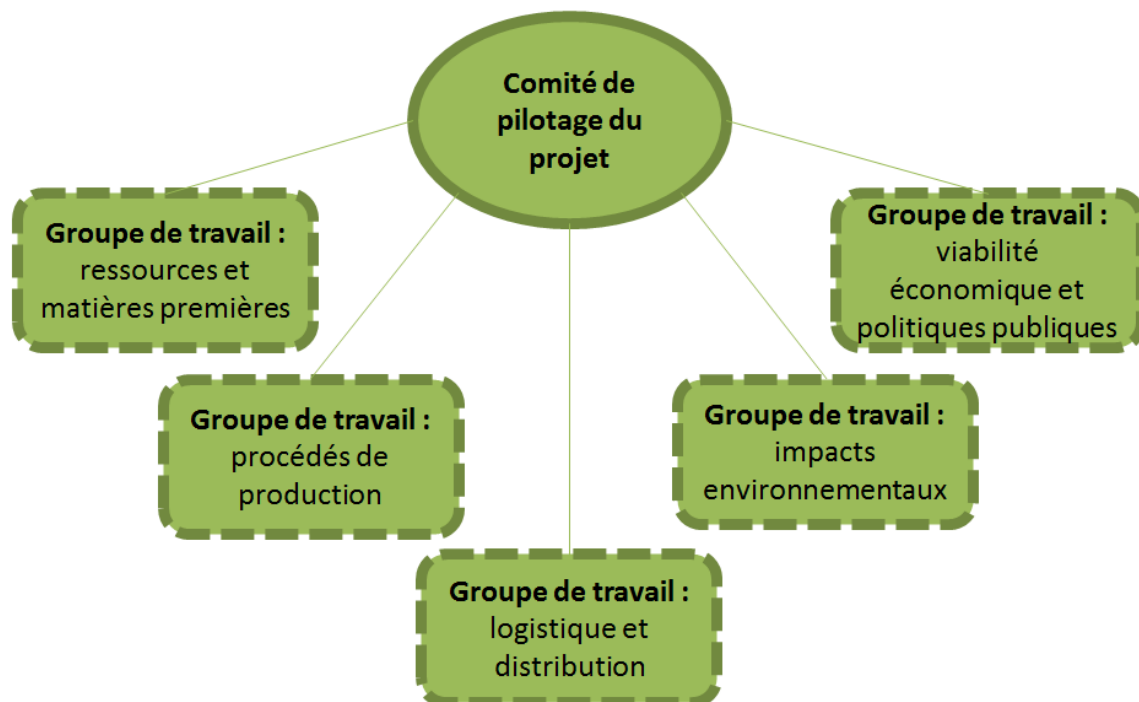 Comité de
pilotage du
projet
Groupe de travail :
ressources et
matières premières
Groupe de travail :
viabilité
économique et
politiques publiques
Groupe de travail :
procédés de
production
Groupe de travail :
impacts
environnementaux
Groupe de travail :
logistique et
distribution